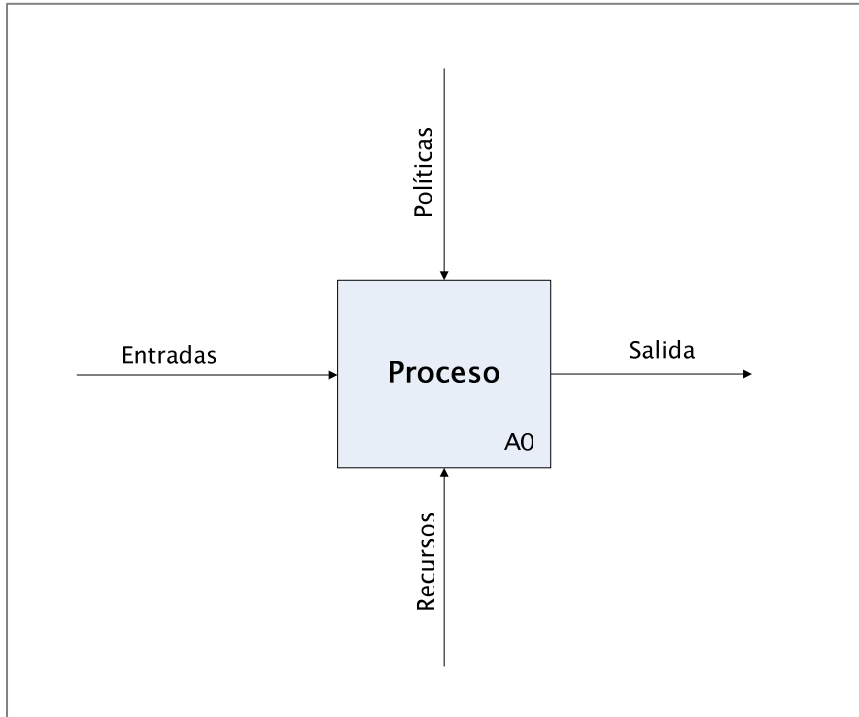 Políticas
Entradas
Proceso
Salida
A0
Recursos